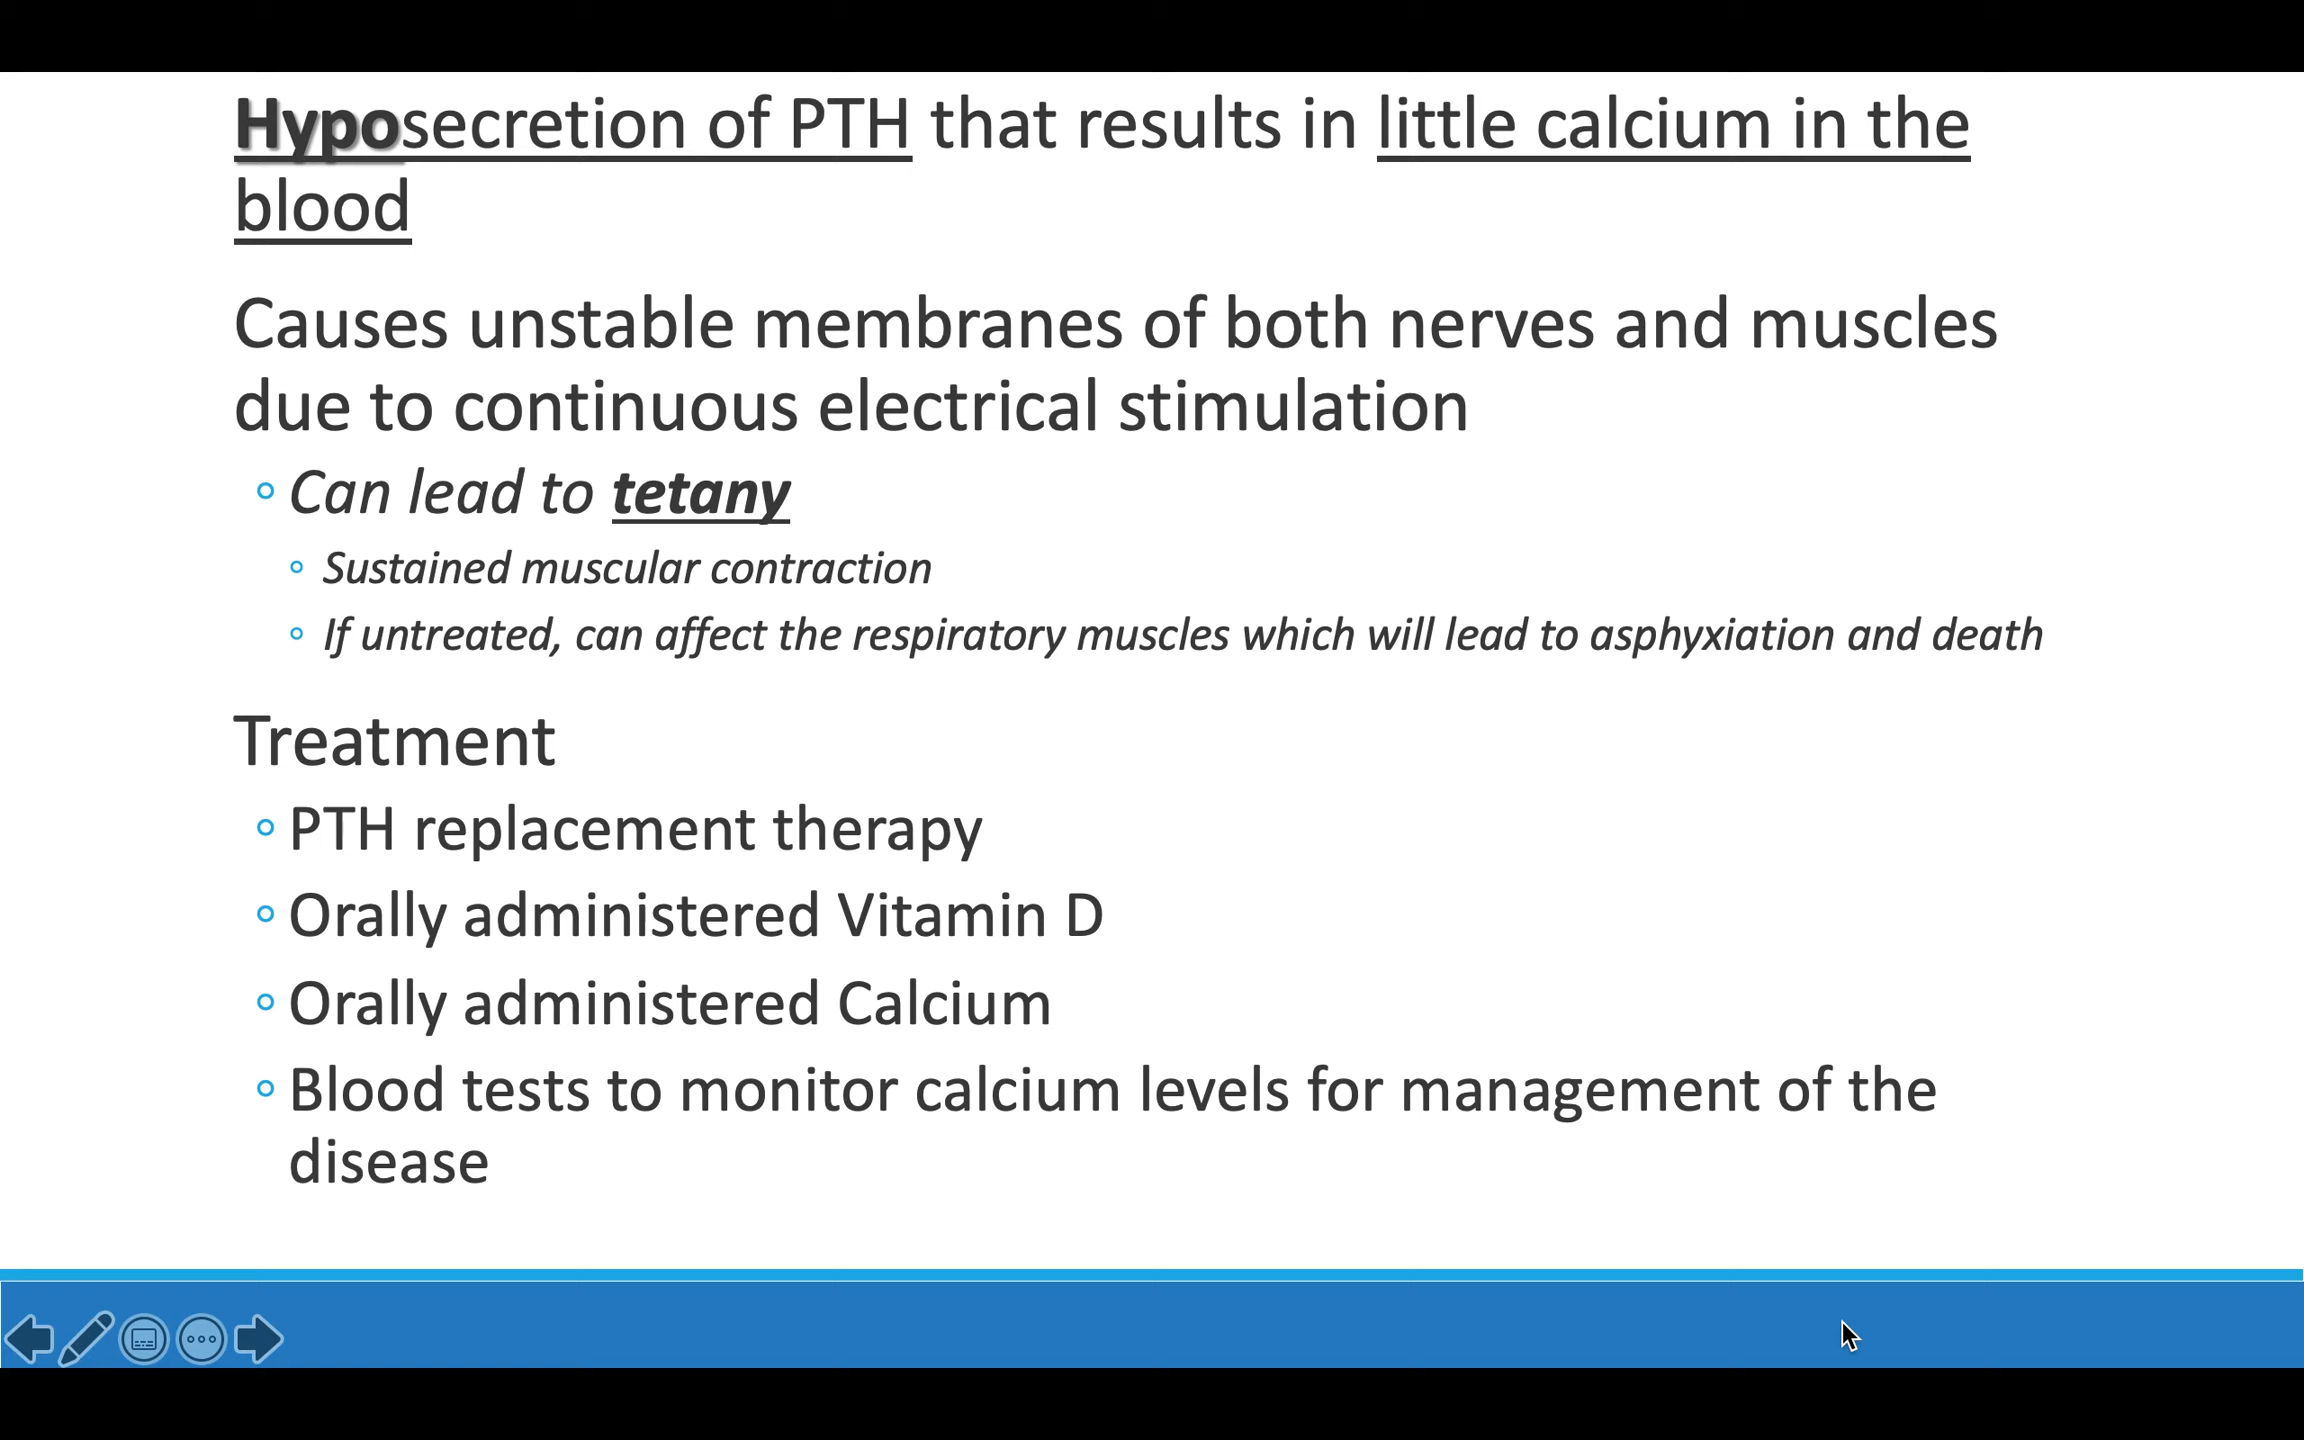 Hyposecretion of PTH that results in little calcium in the
blood
Causes unstable membranes of both nerves and muscles
due to continuous electrical stimulation
Can lead to tetany
Sustained muscular contraction
If untreated, can affect the respiratory muscles which will lead to asphyxiation and death
Treatment
PTH replacement therapy
Orally administered Vitamin D
Orally administered Calcium
Blood tests to monitor calcium levels for management of the
disease